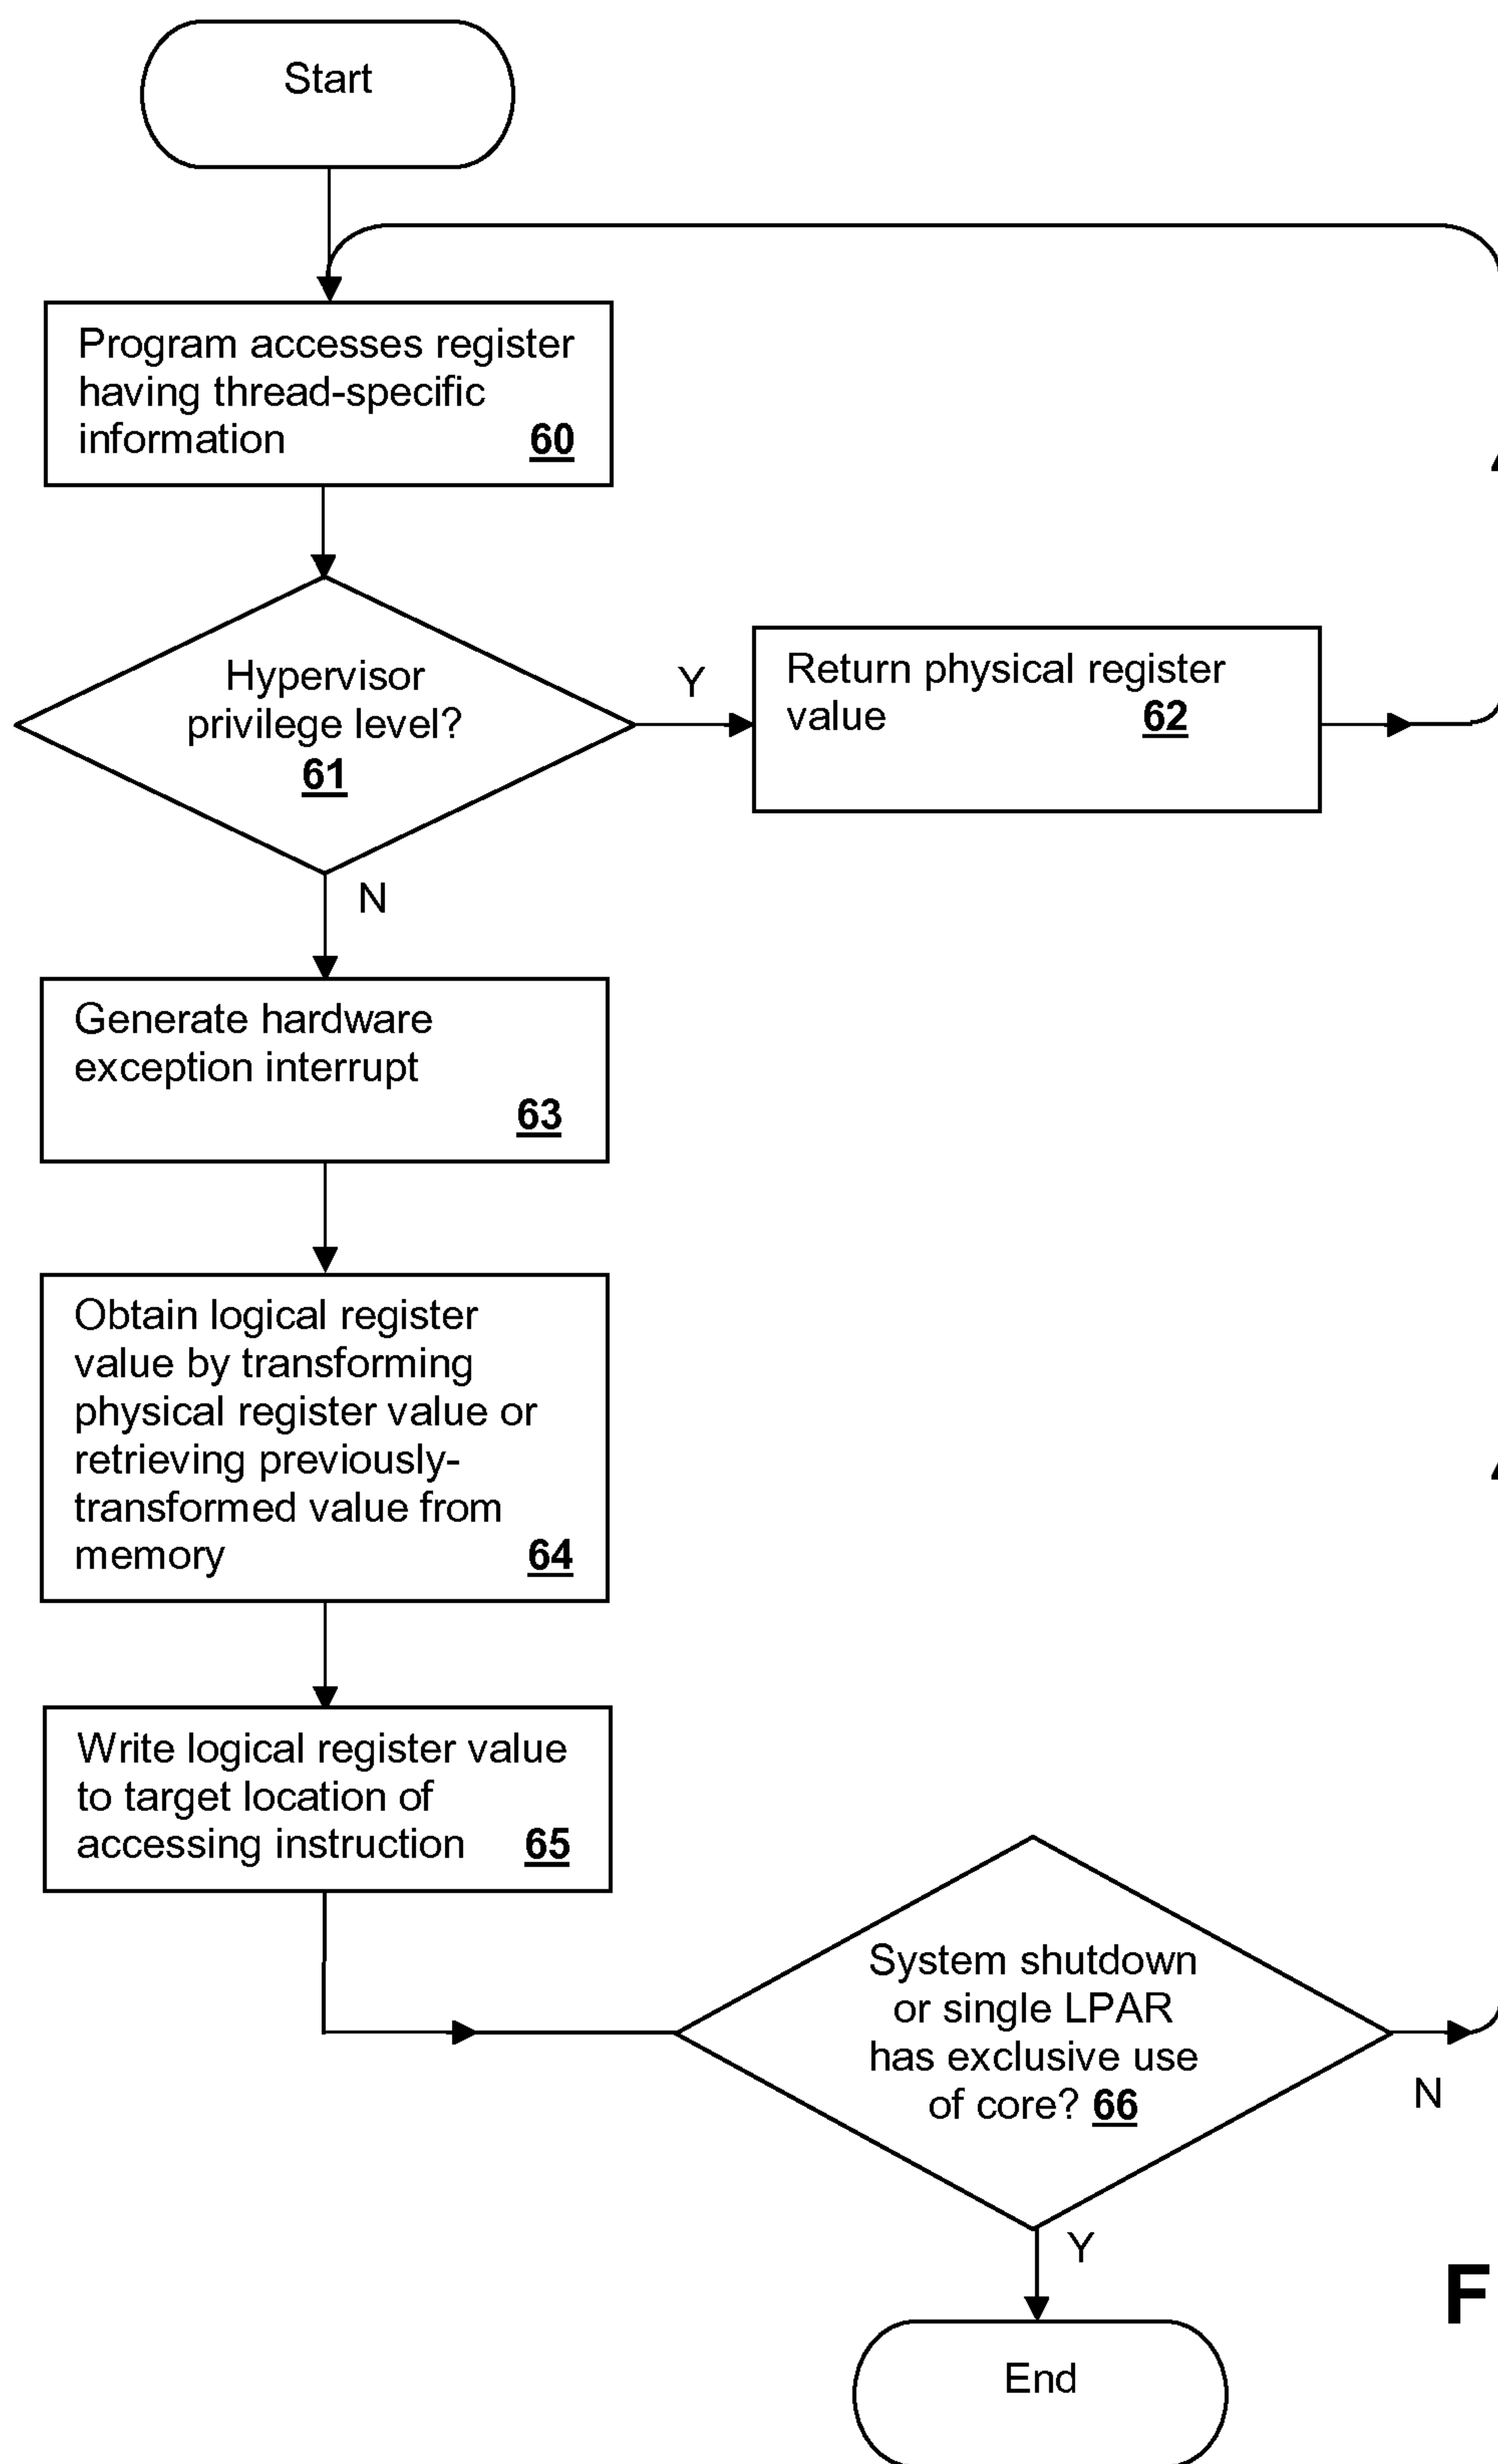 Start
Program accesses register
having thread-specific
information 60
Hypervisor
privilege level?
61
Y
Return physical register
value 62
N
Generate hardware
exception interrupt
63
Obtain logical register
value by transforming
physical register value or
retrieving previously-
transformed value from
memory 64
Write logical register value
to target location of
accessing instruction 65
System shutdown
or single LPAR
has exclusive use
of core? 66
N
Y
F
End